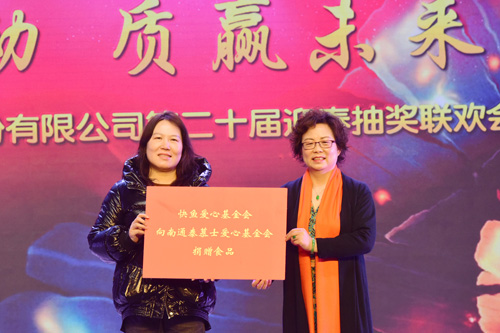 动 质赢未来
份有限公司第二十届迎春抽奖联欢会
快鱼爱心基金会
向南通泰慕士爱心基金会
捐赠食品